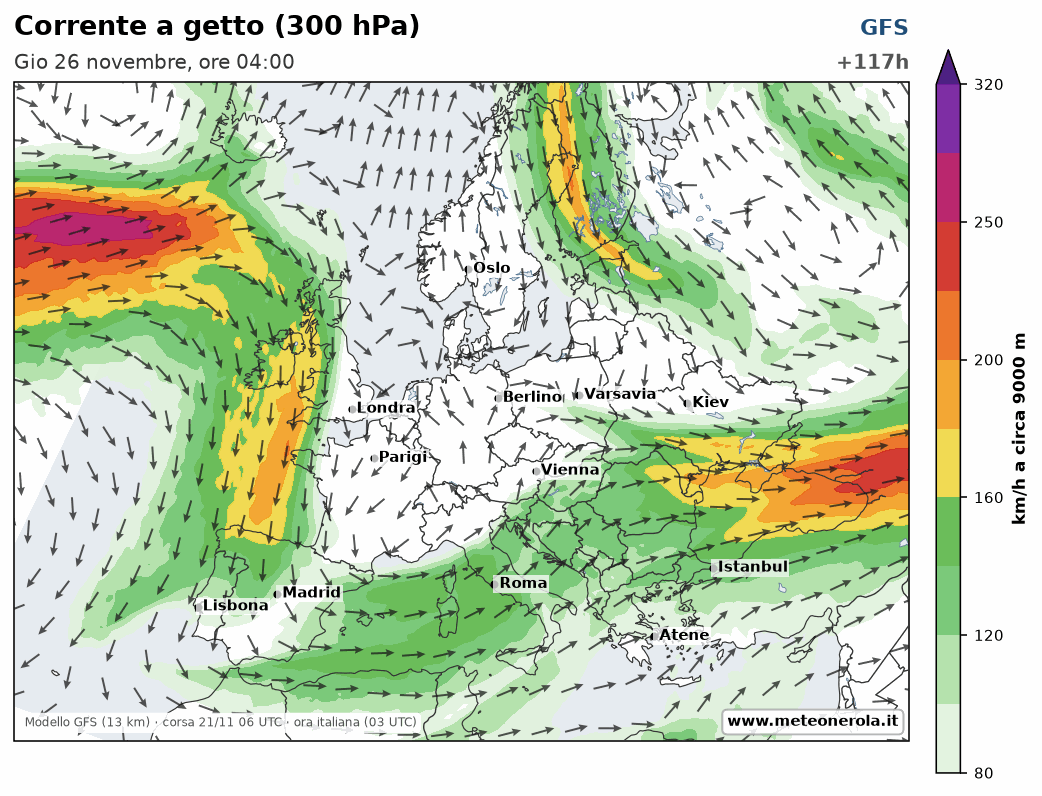 Corrente a getto (300 hPa)
GFS
Gio 26 novembre, ore 04:00
+117h
320
250
200
160
120
80
km/h a circa 9000 m
Oslo
Londra
Berlino
Varsavia
Kiev
Parigi
Vienna
Istanbul
Roma
Madrid
Lisbona
Atene
Modello GFS (13 km) · corsa 21/11 06 UTC · ora italiana (03 UTC)
www.meteonerola.it